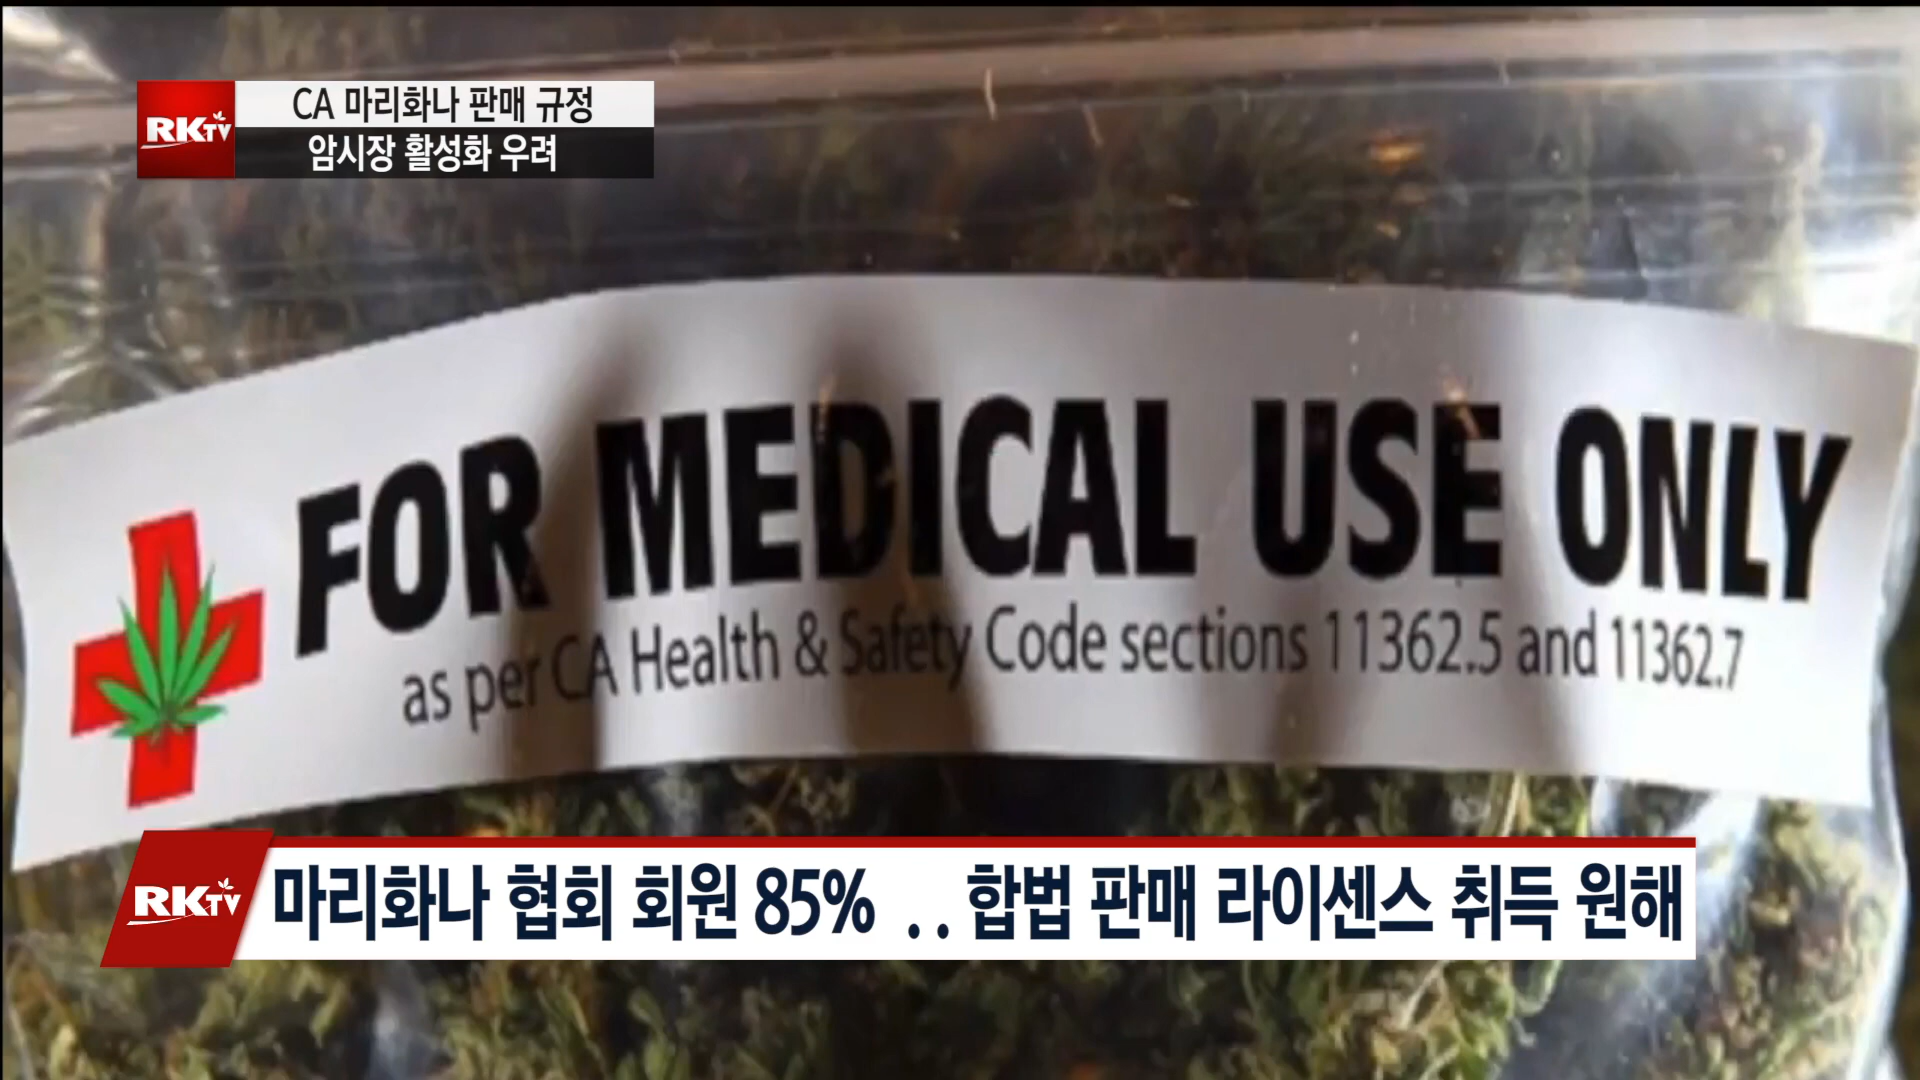 RKTV
CA 마리화나 판매 규정
암시장 활성화 우려
FOR MEDICAL USE ONLY
as per CA Health & Safety Code sections 11362.5 and 11362.7
RKTV
마리화나 협회 회원 85% .. 합법 판매 라이센스 취득 원해